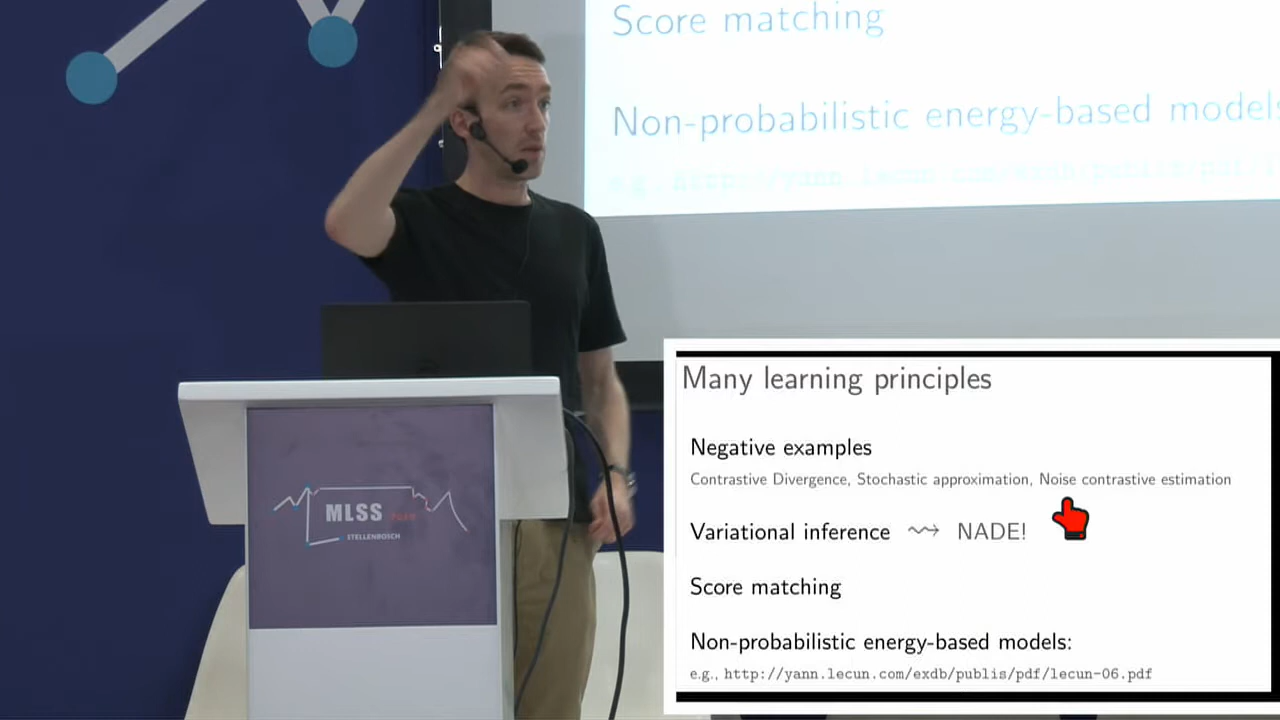 Score matching
Non-probabilistic energy-based models
MLSS
STELLENBOSCH
Many learning principles
Negative examples
Contrastive Divergence, Stochastic approximation, Noise contrastive estimation
Variational inference ⇝ NADE!
Score matching
Non-probabilistic energy-based models:
e.g., http://yann.lecun.com/exdb/publis/pdf/lecun-06.pdf